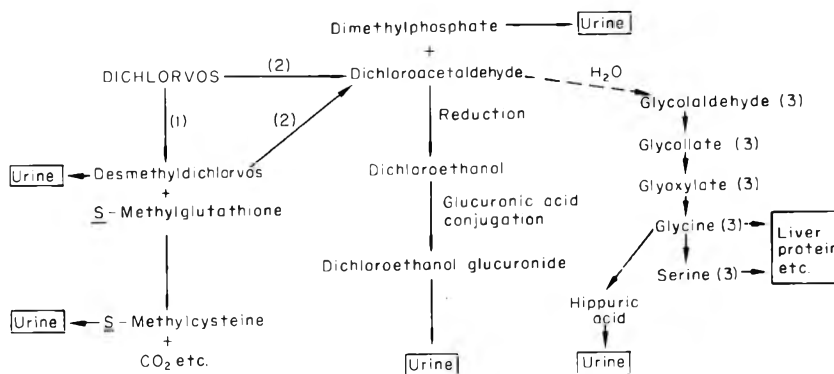 Dimethylphosphate
Urine
+
DICHLORVOS
(2)
Dichloroacetaldehyde
H₂O
Glycolaldehyde (3)
(1)
(2)
Reduction
Glycollate (3)
Urine
Desmethyldichlorvos
+
S-Methylglutathione
Dichloroethanol
Glyoxylate (3)
Glucuronic acid
conjugation
Glycine (3)
Liver
protein
etc.
Dichloroethanol glucuronide
Serine (3)
Hippuric
acid
Urine
S-Methylcysteine
+
CO₂ etc.
Urine
Urine